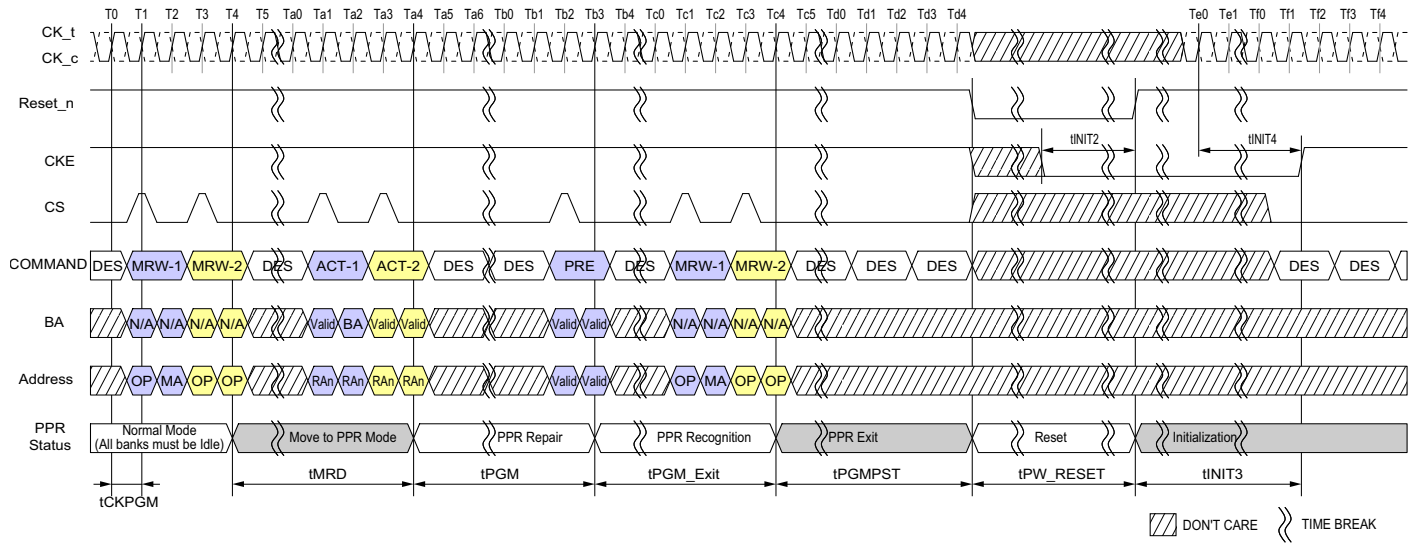 T0 T1 T2 T3 T4 T5 Ta0 Ta1 Ta2 Ta3 Ta4 Ta5 Ta6 Tb0 Tb1 Tb2 Tb3 Tb4 Tc0 Tc1 Tc2 Tc3 Tc4 Tc5 Td0 Td1 Td2 Td3 Td4 Te0 Te1 Tf0 Tf1 Tf2 Tf3 Tf4
CK_t
CK_c
Reset_n
CKE tINIT2 tINIT4
CS
COMMAND DES MRW-1 MRW-2 DES ACT-1 ACT-2 DES DES PRE DES MRW-1 MRW-2 DES DES DES DES DES
BA N/A N/A N/A N/A Valid BA Valid Valid Valid Valid N/A N/A N/A N/A
Address OP MA OP OP RAn RAn RAn RAn Valid Valid OP MA OP OP
PPR
Status
Normal Mode
(All banks must be Idle)
Move to PPR Mode PPR Repair PPR Recognition PPR Exit Reset Initialization
tMRD tPGM tPGM_Exit tPGMPST tPW_RESET tINIT3
tCKPGM
DON'T CARE TIME BREAK